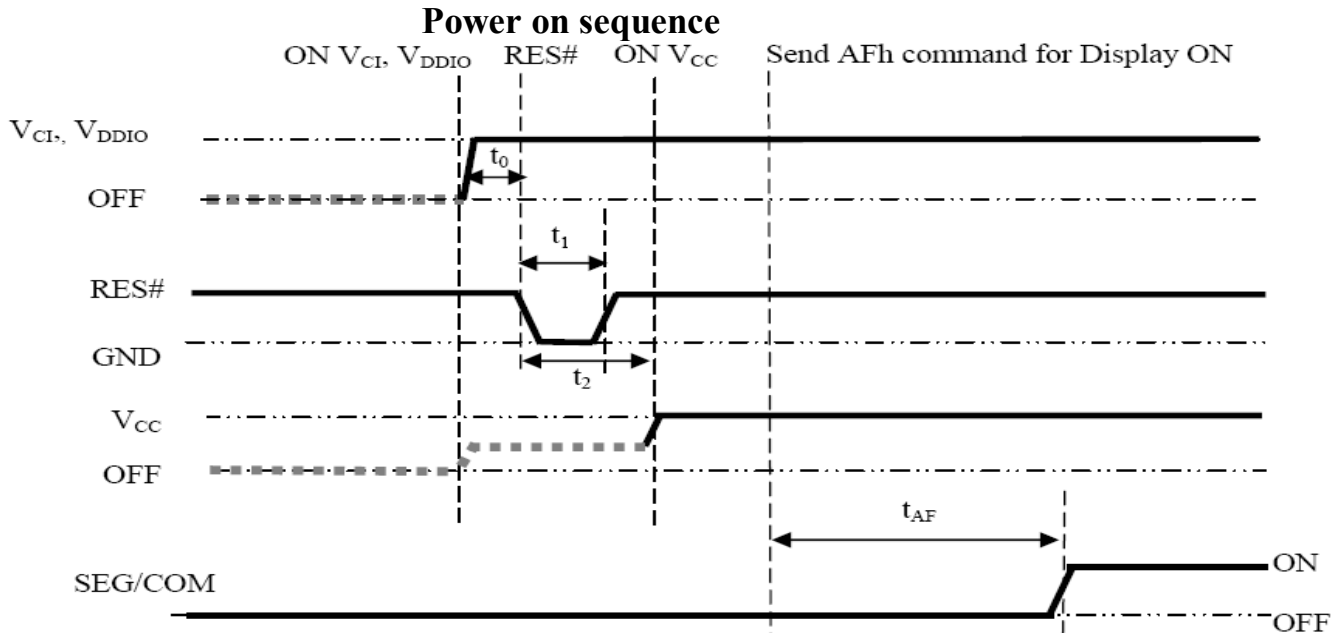 Power on sequence
ON VCI, VDDIO RES# ON VCC Send AFh command for Display ON
VCI,, VDDIO
t0
OFF
t1
RES#
GND
t2
VCC
OFF
tAF
SEG/COM
ON
OFF